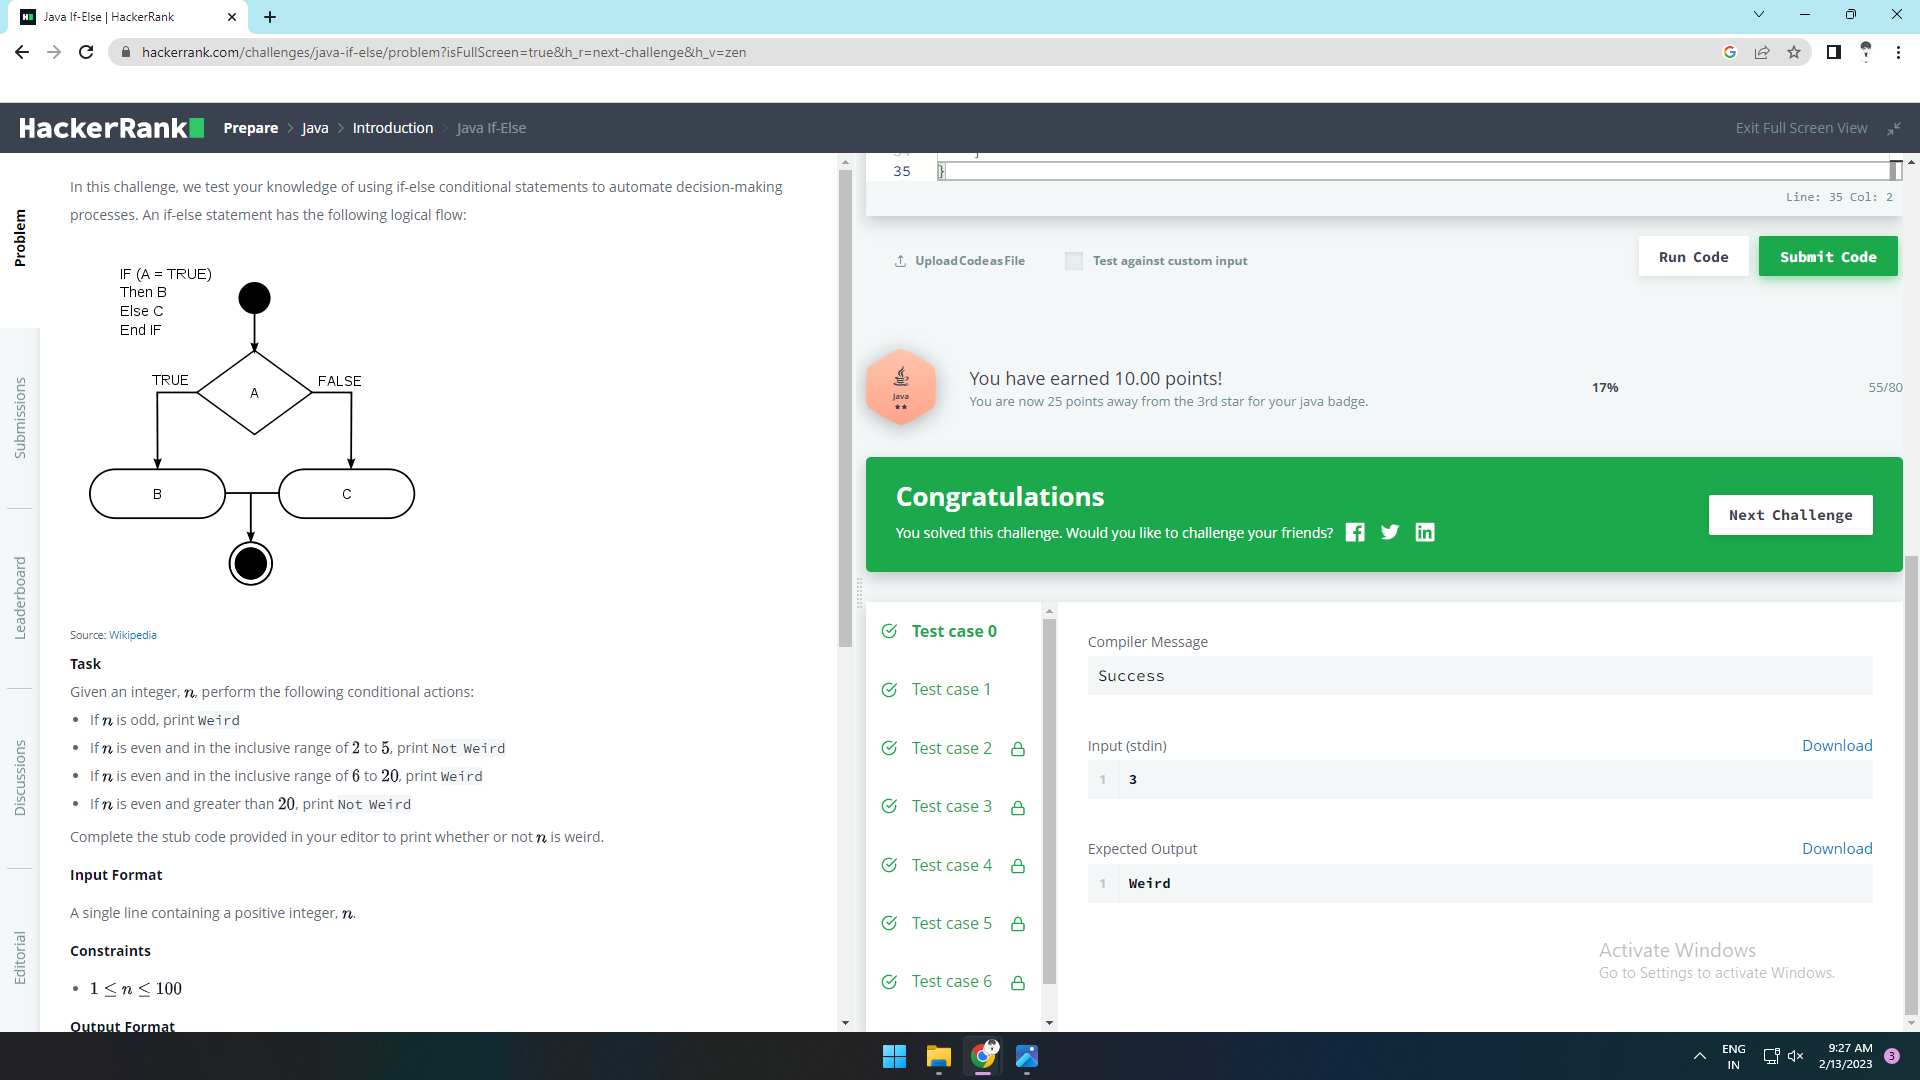 Java If-Else | HackerRank
hackerrank.com/challenges/java-if-else/problem?isFullScreen=true&h_r=next-challenge&h_v=zen
HackerRank
Prepare > Java > Introduction > Java If-Else
Exit Full Screen View
Problem
Submissions
Leaderboard
Discussions
Editorial
In this challenge, we test your knowledge of using if-else conditional statements to automate decision-making
processes. An if-else statement has the following logical flow:
IF (A = TRUE)
Then B
Else C
End IF
TRUE
FALSE
A
B
C
Source: Wikipedia
Task
Given an integer, n, perform the following conditional actions:
• If n is odd, print Weird
• If n is even and in the inclusive range of 2 to 5, print Not Weird
• If n is even and in the inclusive range of 6 to 20, print Weird
• If n is even and greater than 20, print Not Weird
Complete the stub code provided in your editor to print whether or not n is weird.
Input Format
A single line containing a positive integer, n.
Constraints
• 1 ≤ n ≤ 100
Output Format
34 }
35 }
Line: 35 Col: 2
Upload Code as File
Test against custom input
Run Code
Submit Code
Java
You have earned 10.00 points!
You are now 25 points away from the 3rd star for your java badge.
17%
55/80
Congratulations
You solved this challenge. Would you like to challenge your friends?
Next Challenge
Test case 0
Test case 1
Test case 2
Test case 3
Test case 4
Test case 5
Test case 6
Compiler Message
Success
Input (stdin)
Download
1 3
Expected Output
Download
1 Weird
Activate Windows
Go to Settings to activate Windows.
ENG
IN
9:27 AM
2/13/2023
3